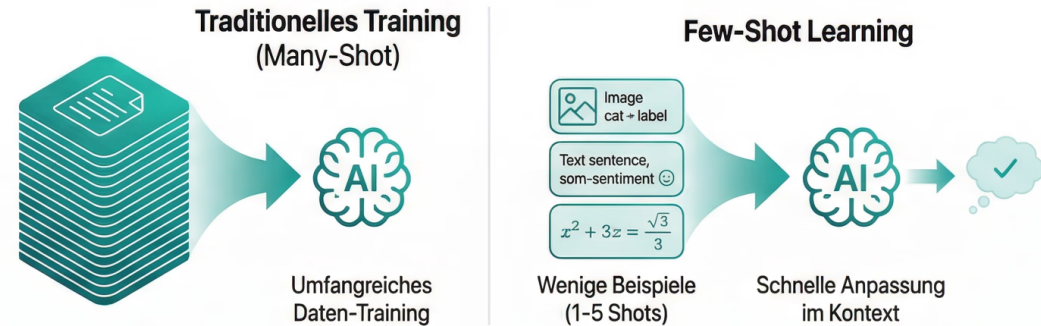 Traditionelles Training
(Many-Shot)
AI
Umfangreiches
Daten-Training
Few-Shot Learning
Image
cat → label
Text sentence,
som-sentiment ☺
x² + 3z = √3/3
Wenige Beispiele
(1-5 Shots)
AI
Schnelle Anpassung
im Kontext